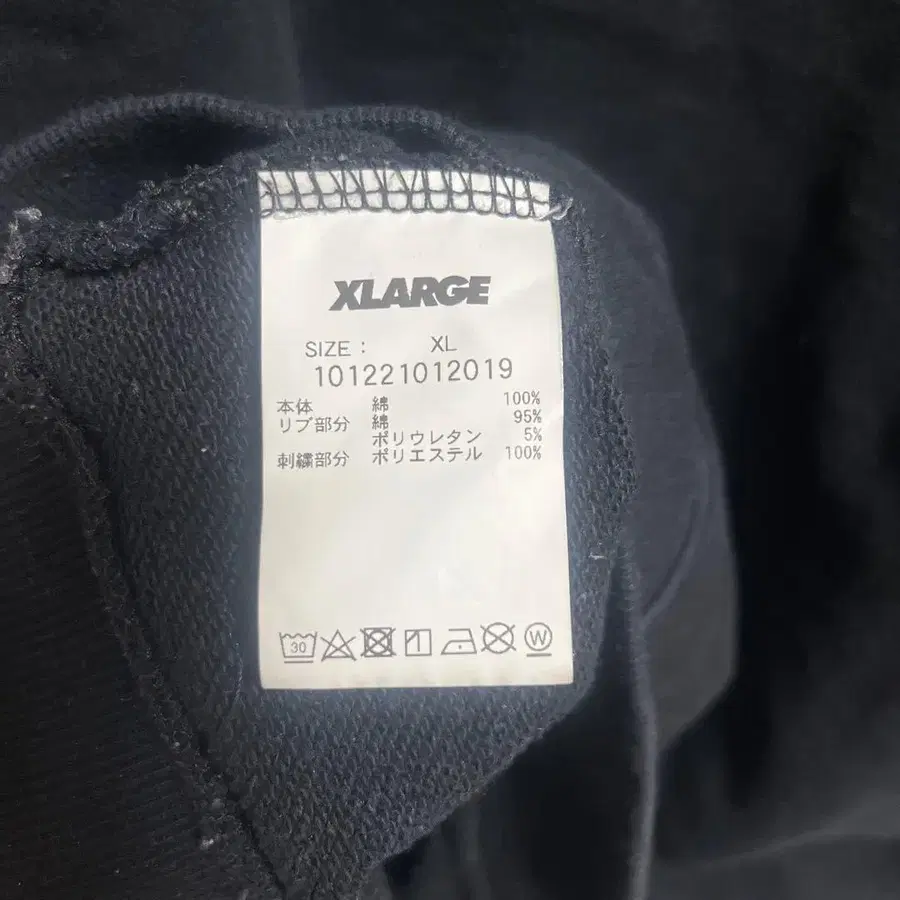 XLARGE
SIZE : XL
101221012019
本体 綿 100%
リブ部分 綿 95%
ポリウレタン 5%
刺繍部分 ポリエステル 100%
30 W